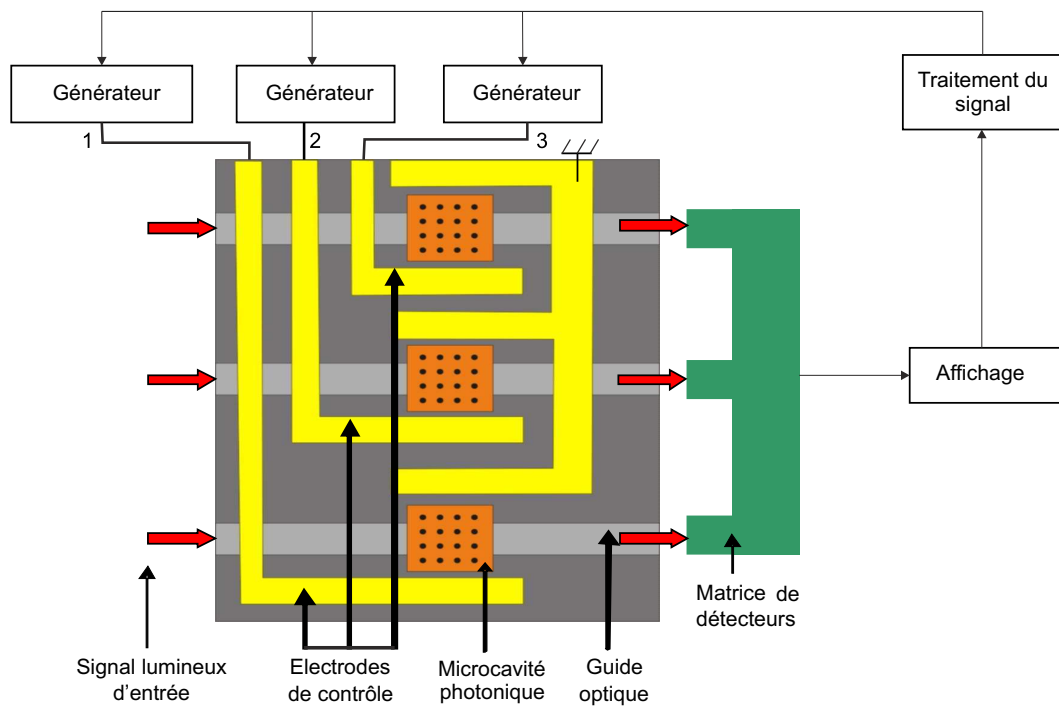 Générateur
Générateur
Générateur
Traitement du
signal
1
2
3
Affichage
Matrice de
détecteurs
Signal lumineux
d'entrée
Electrodes
de contrôle
Microcavité
photonique
Guide
optique